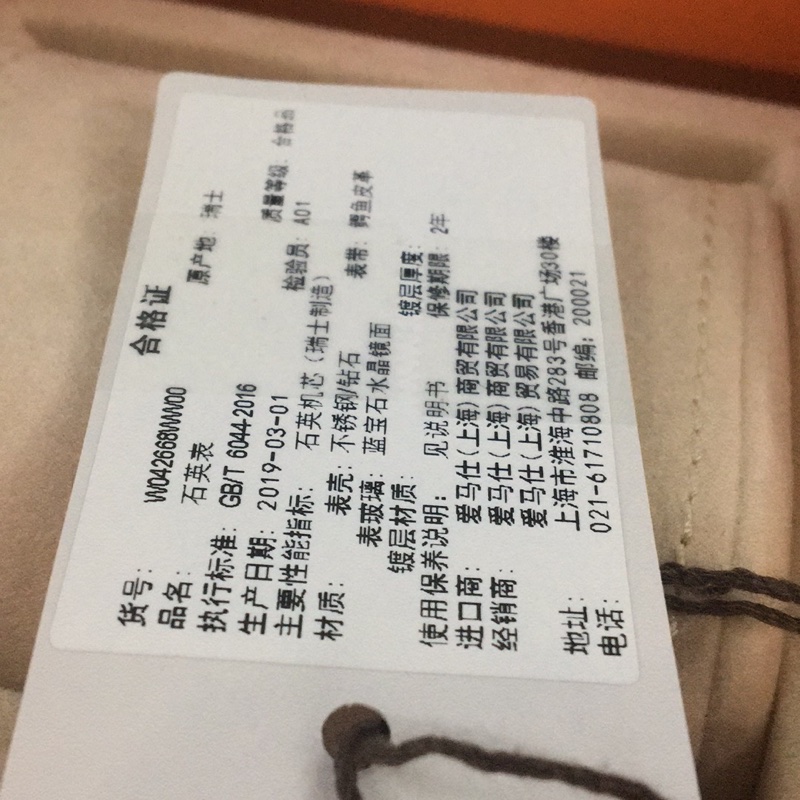 合格证
货号： W042668WW00
品名： 石英表 原产地：瑞士
执行标准： GB/T 6044-2016
生产日期： 2019-03-01 检验员：A01 质量等级：合格品
主要性能指标： 石英机芯（瑞士制造）
材质： 表壳：不锈钢/钻石 表带：鳄鱼皮革
表玻璃：蓝宝石水晶镜面
镀层材质： 镀层厚度：
使用保养说明： 见说明书 保修期限：2年
进口商： 爱马仕(上海)商贸有限公司
经销商： 爱马仕(上海)商贸有限公司
爱马仕(上海)贸易有限公司
地址： 上海市淮海中路283号香港广场30楼
电话： 021-61710808 邮编：200021